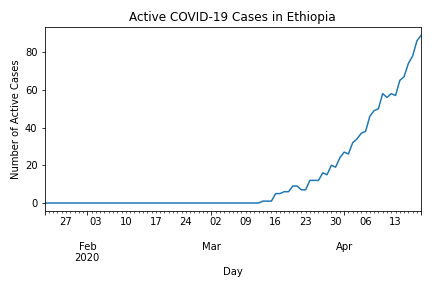 Active COVID-19 Cases in Ethiopia
Number of Active Cases
80
60
40
20
0
27 03 10 17 24 02 09 16 23 30 06 13
Feb Mar Apr
2020
Day